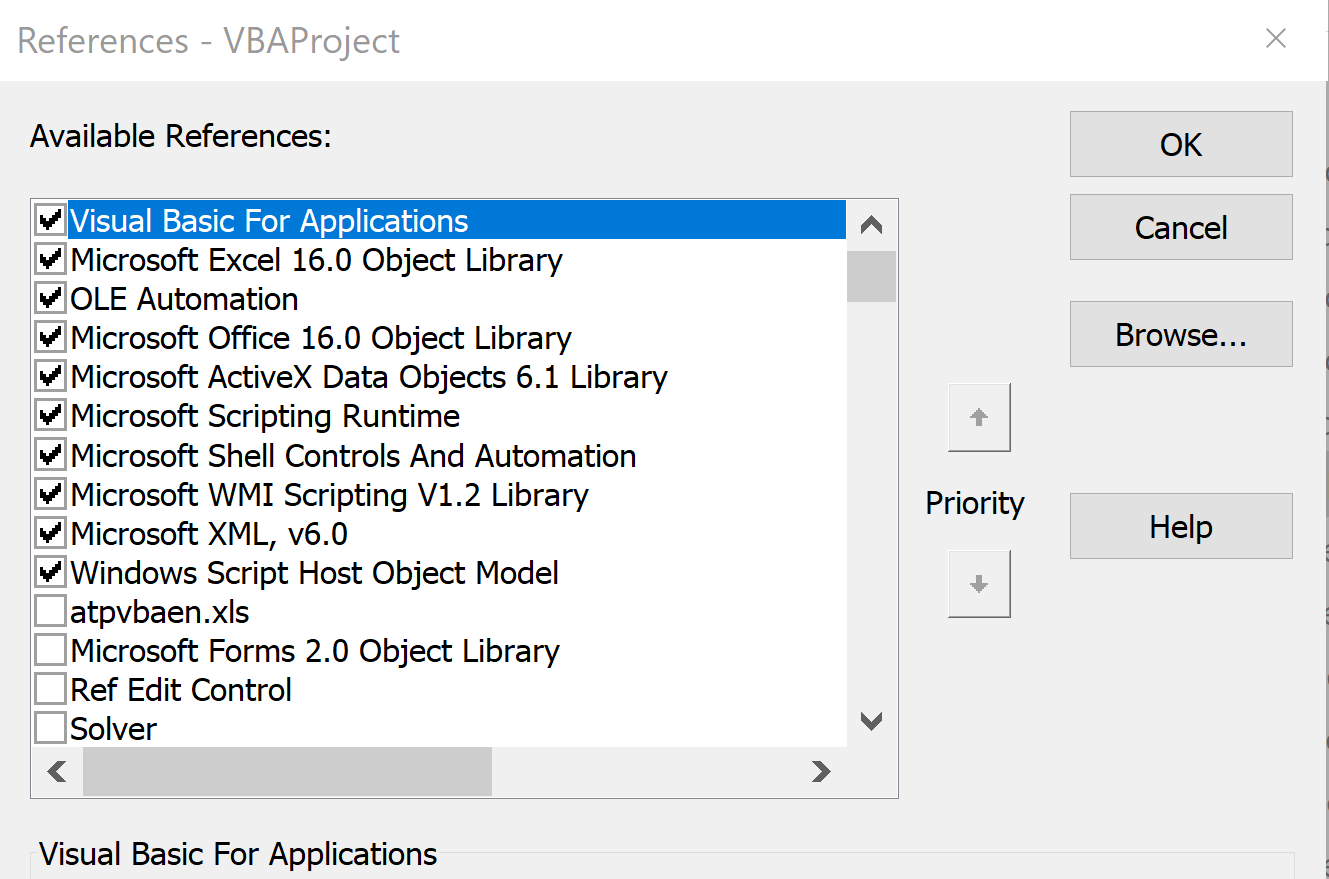 References - VBAProject
Available References:
OK
Cancel
Browse...
Help
Visual Basic For Applications
Microsoft Excel 16.0 Object Library
OLE Automation
Microsoft Office 16.0 Object Library
Microsoft ActiveX Data Objects 6.1 Library
Microsoft Scripting Runtime
Microsoft Shell Controls And Automation
Microsoft WMI Scripting V1.2 Library
Microsoft XML, v6.0
Windows Script Host Object Model
atpvbaen.xls
Microsoft Forms 2.0 Object Library
Ref Edit Control
Solver
Priority
Visual Basic For Applications